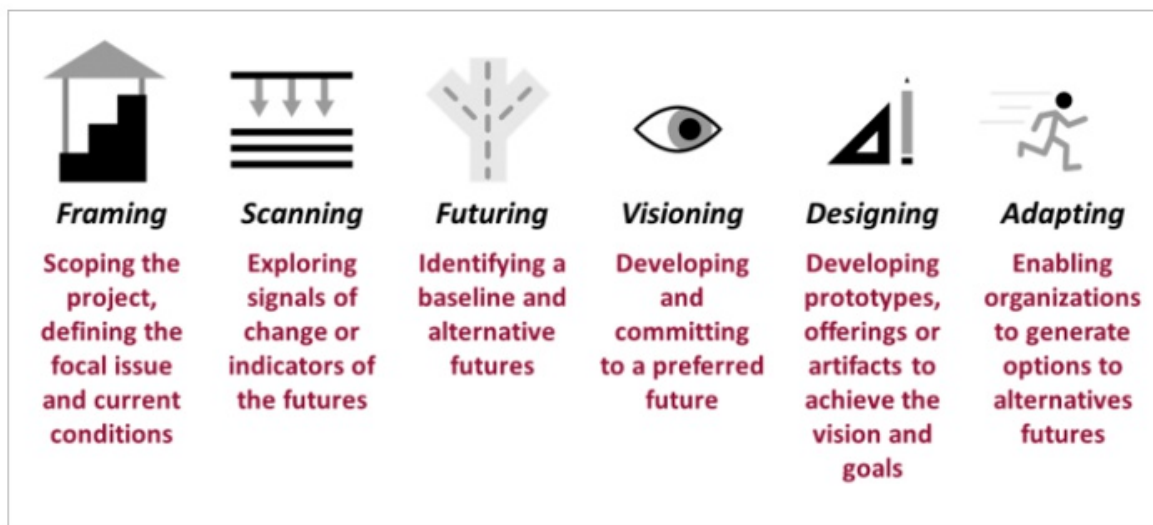 Framing
Scoping the
project,
defining the
focal issue
and current
conditions
Scanning
Exploring
signals of
change or
indicators of
the futures
Futuring
Identifying a
baseline and
alternative
futures
Visioning
Developing
and
committing
to a preferred
future
Designing
Developing
prototypes,
offerings or
artifacts to
achieve the
vision and
goals
Adapting
Enabling
organizations
to generate
options to
alternatives
futures